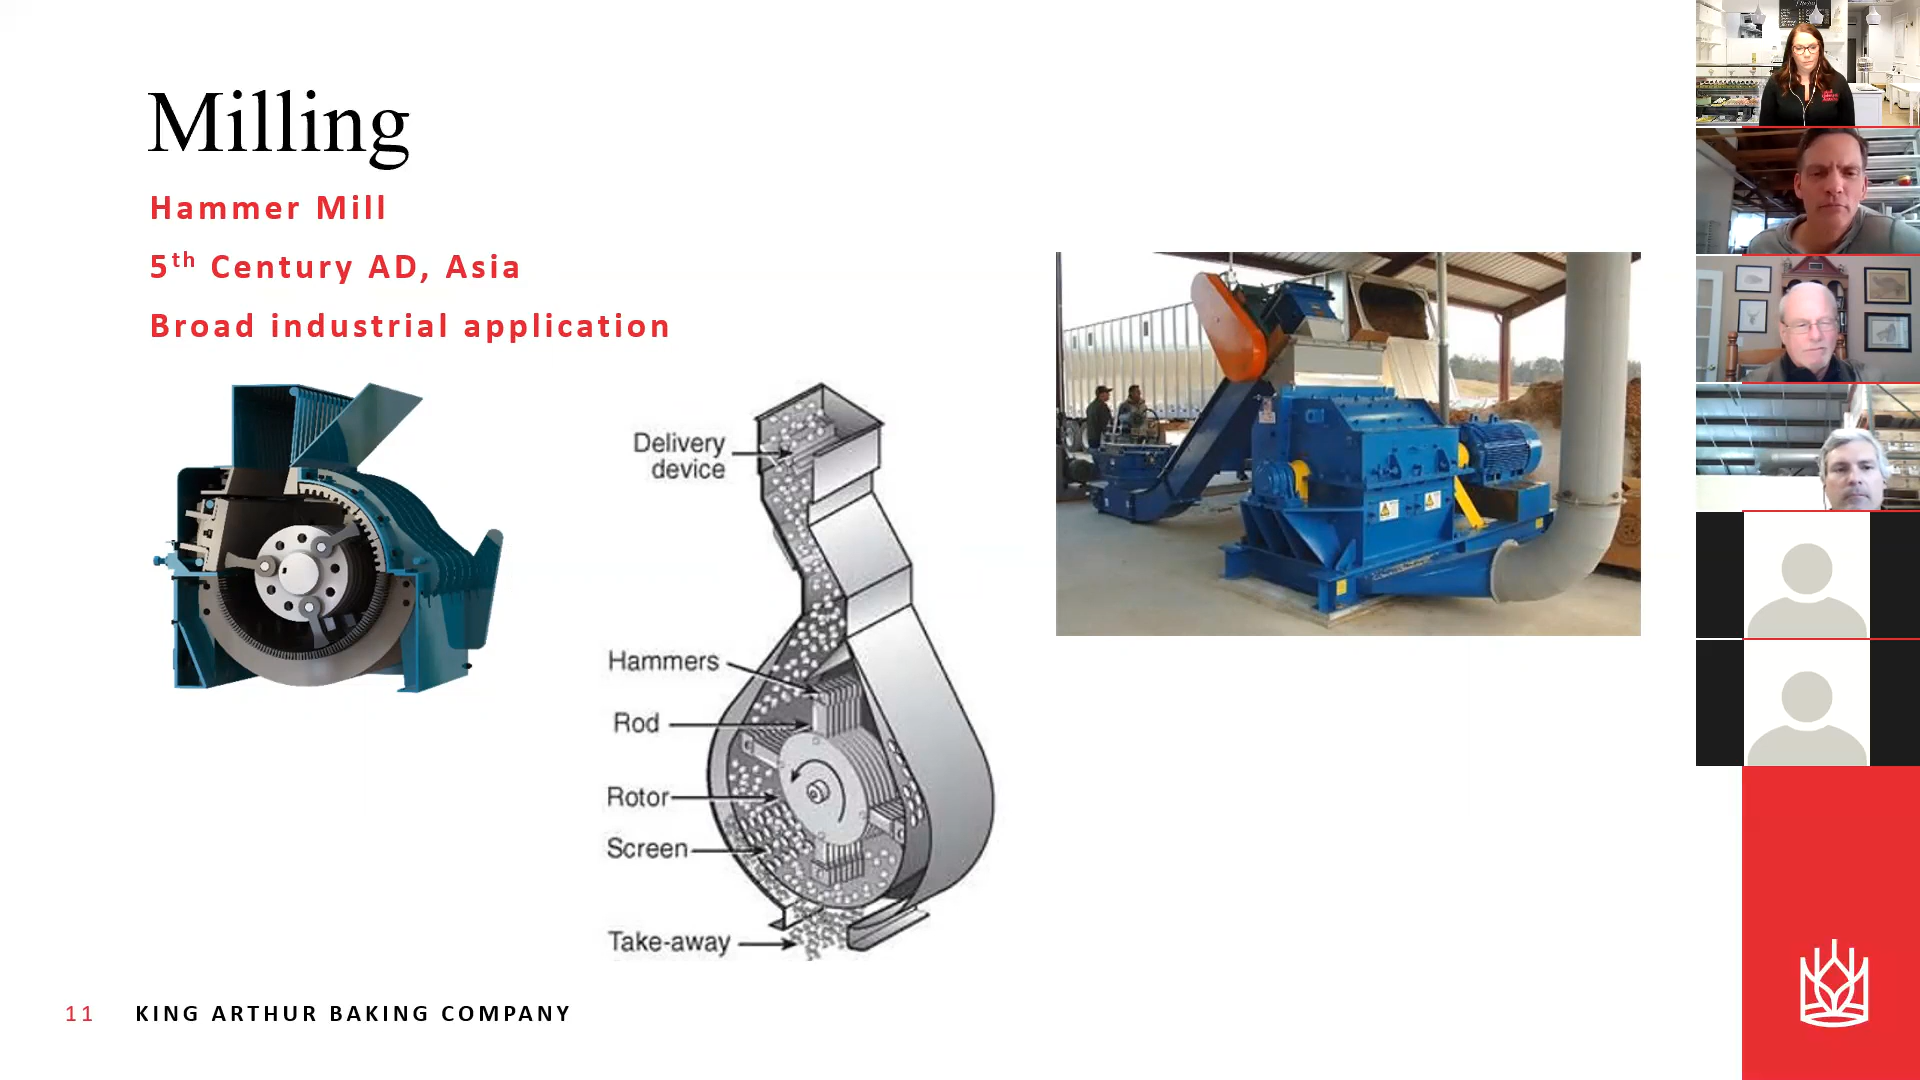 Milling
Hammer Mill
5th Century AD, Asia
Broad industrial application
Delivery
device
Hammers
Rod
Rotor
Screen
Take-away
11 KING ARTHUR BAKING COMPANY